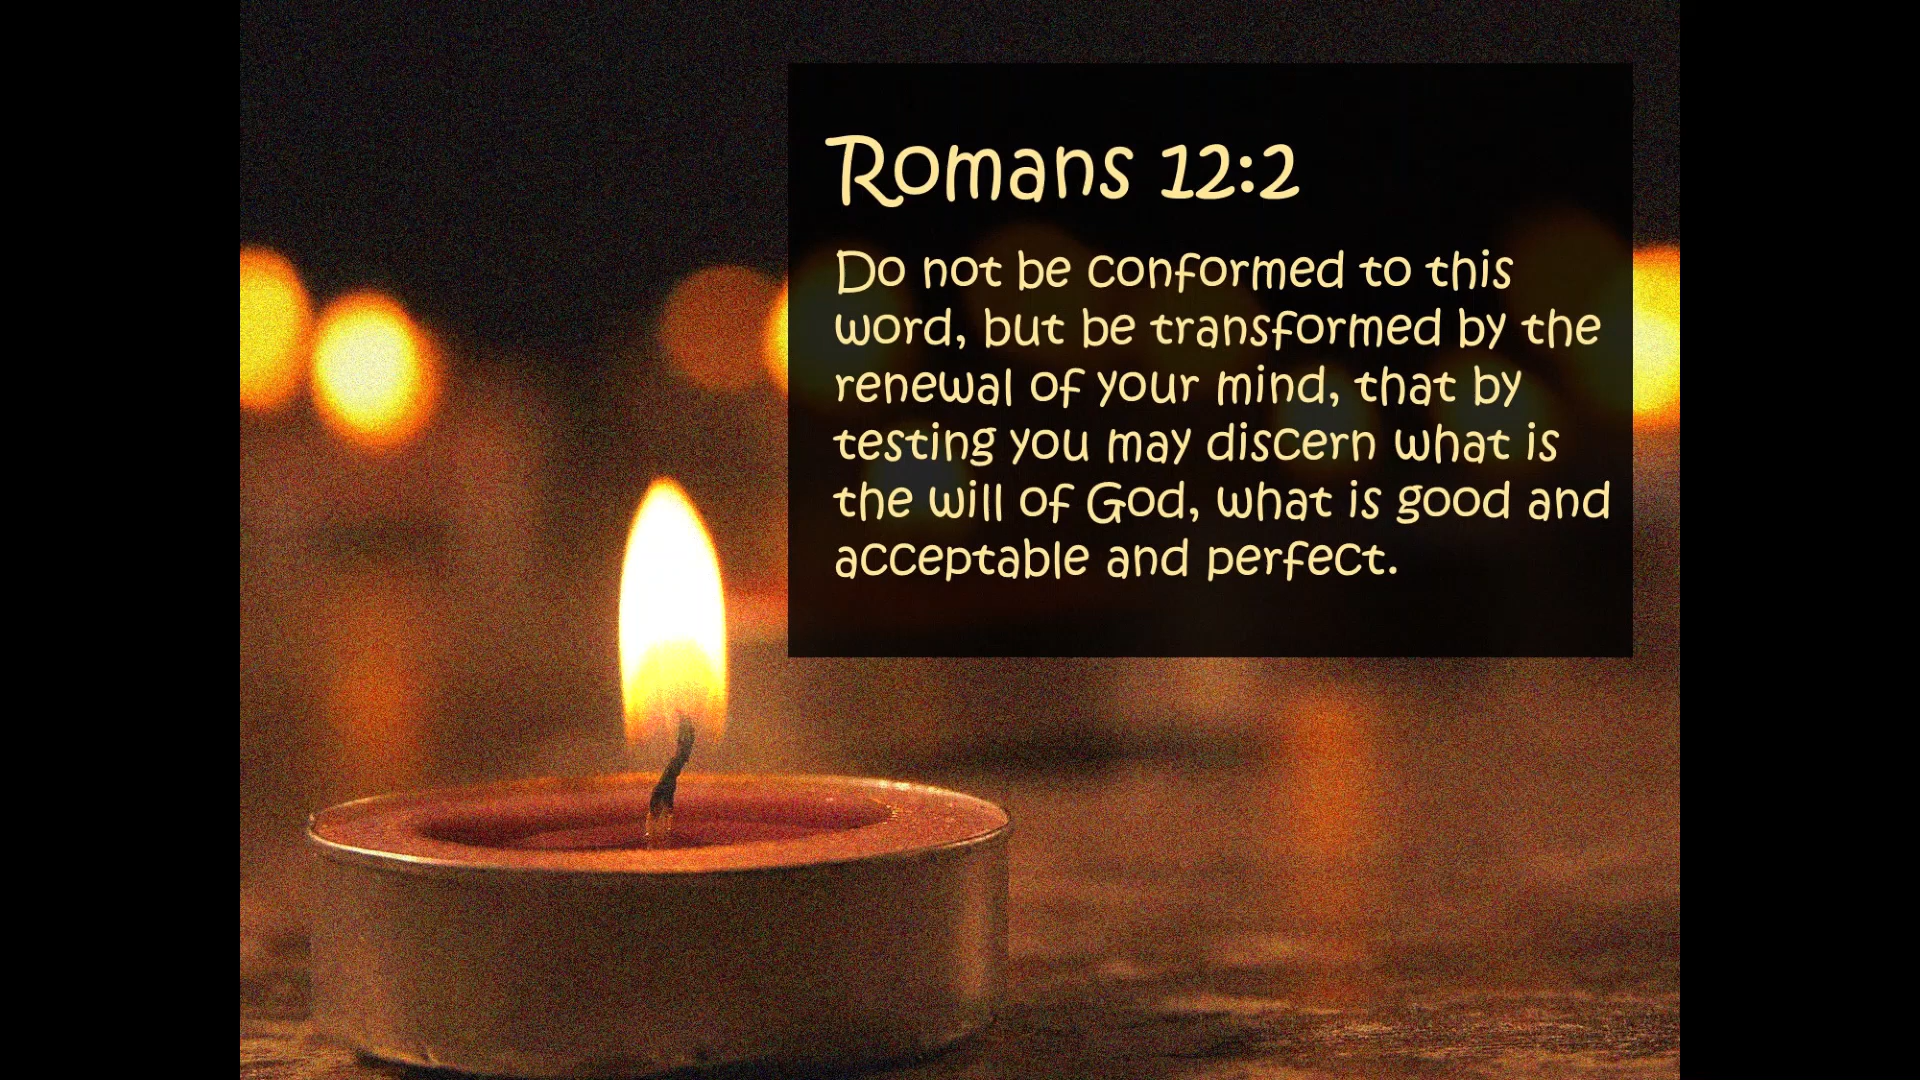 Romans 12:2
Do not be conformed to this
word, but be transformed by the
renewal of your mind, that by
testing you may discern what is
the will of God, what is good and
acceptable and perfect.